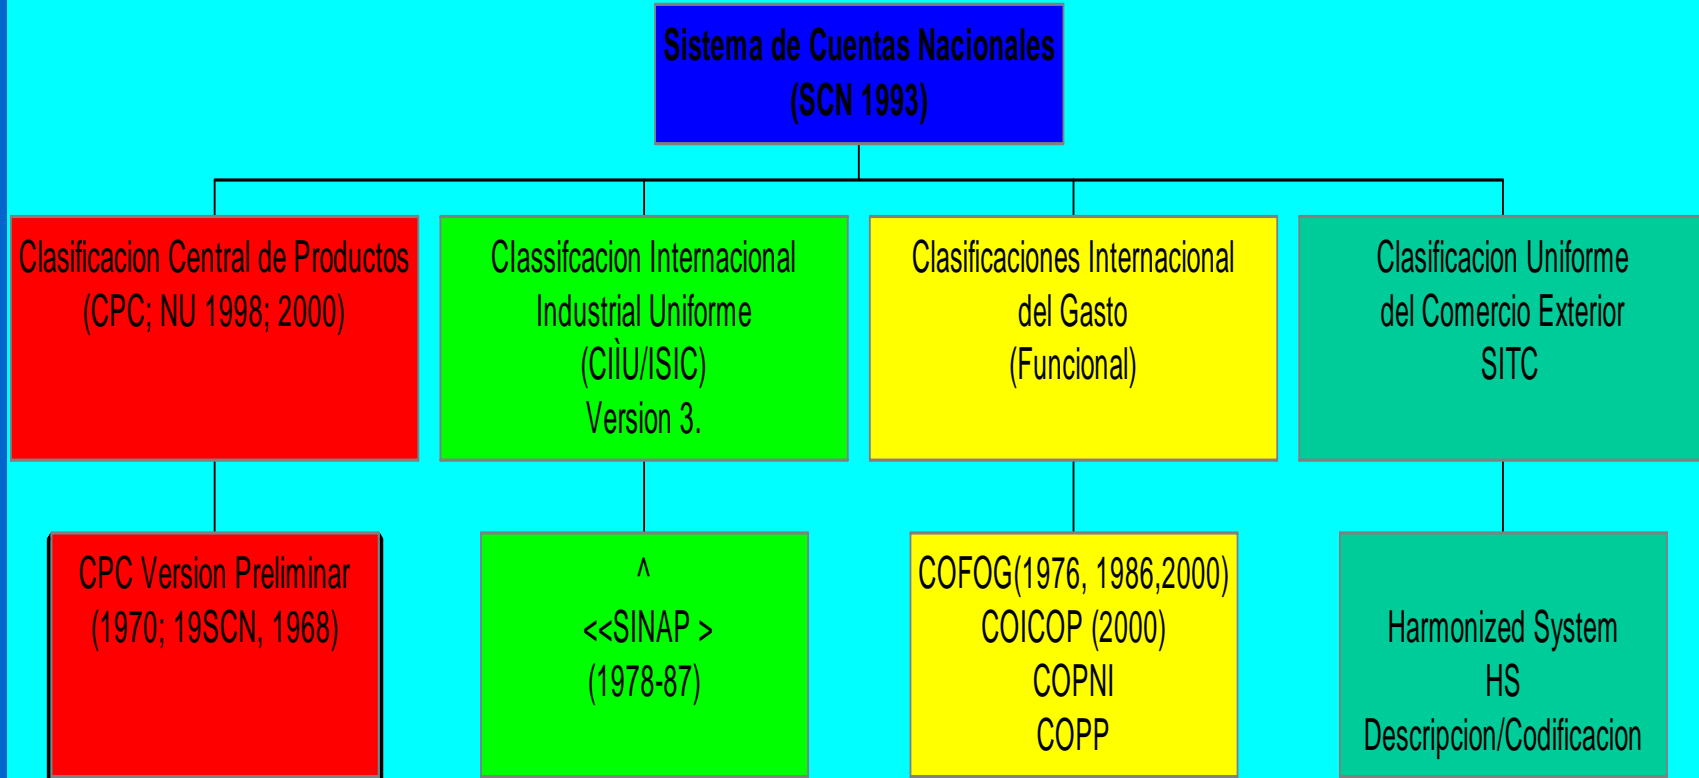 Sistema de Cuentas Nacionales
(SCN 1993)
Clasificacion Central de Productos
(CPC; NU 1998; 2000)
Classifcacion Internacional
Industrial Uniforme
(CIÌU/ISIC)
Version 3.
Clasificaciones Internacional
del Gasto
(Funcional)
Clasificacion Uniforme
del Comercio Exterior
SITC
CPC Version Preliminar
(1970; 19SCN, 1968)
^
<<SINAP >
(1978-87)
COFOG(1976, 1986,2000)
COICOP (2000)
COPNI
COPP
Harmonized System
HS
Descripcion/Codificacion